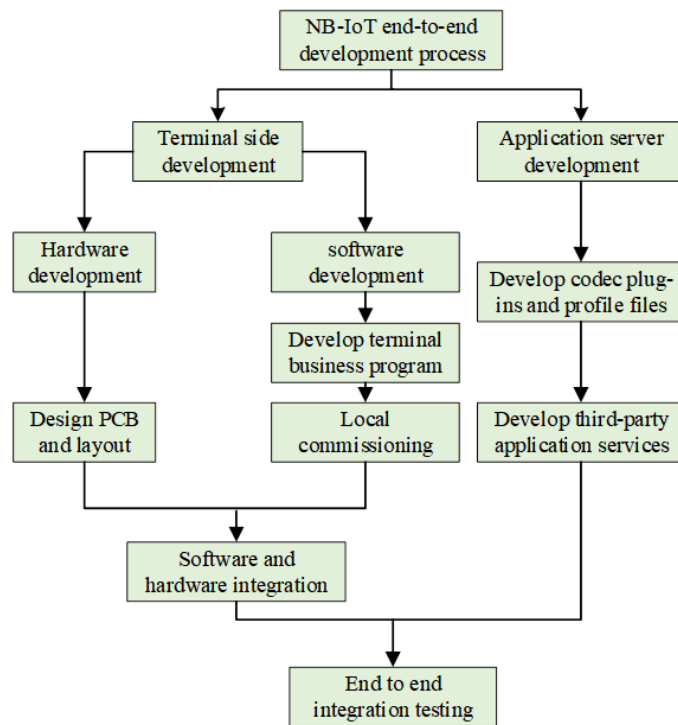 NB-IoT end-to-end
development process
Terminal side
development
Application server
development
Hardware
development
software
development
Develop codec plug-
ins and profile files
Develop terminal
business program
Design PCB
and layout
Local
commissioning
Develop third-party
application services
Software and
hardware integration
End to end
integration testing